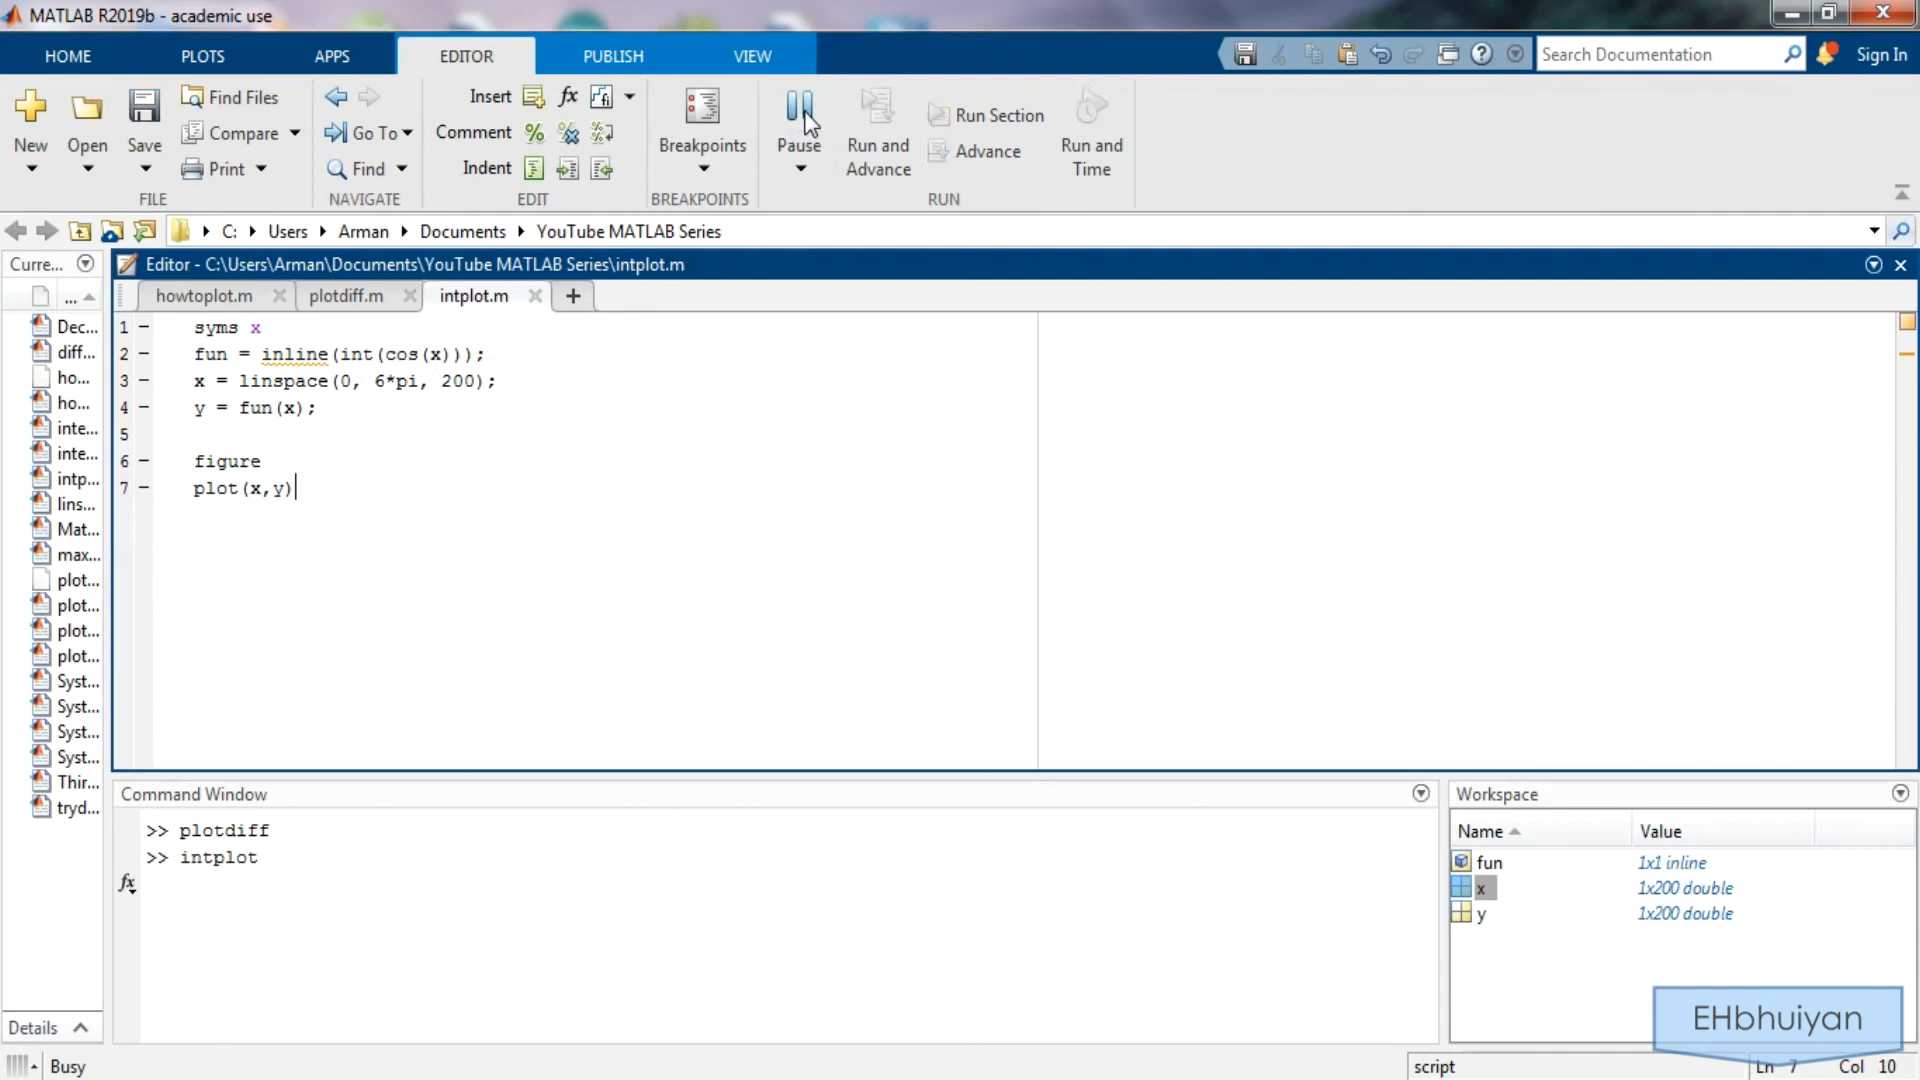 MATLAB R2019b - academic use
HOME PLOTS APPS EDITOR PUBLISH VIEW Search Documentation Sign In
New Open Save Find Files Compare Print
Go To Find
Insert fx
Comment
Indent
Breakpoints
Pause
Run and Advance
Run Section
Advance
Run and Time
FILE NAVIGATE EDIT BREAKPOINTS RUN
C: Users Arman Documents YouTube MATLAB Series
Curre...
Editor - C:\Users\Arman\Documents\YouTube MATLAB Series\intplot.m
howtoplot.m plotdiff.m intplot.m
...
Dec...
diff...
ho...
ho...
inte...
inte...
intp...
lins...
Mat...
max...
plot...
plot...
plot...
plot...
Syst...
Syst...
Syst...
Syst...
Thir...
tryd...
Details
1 – syms x
2 – fun = inline(int(cos(x)));
3 – x = linspace(0, 6*pi, 200);
4 – y = fun(x);
5
6 – figure
7 – plot(x,y)
Command Window
>> plotdiff
>> intplot
fx
Workspace
Name Value
fun 1x1 inline
x 1x200 double
y 1x200 double
EHbhuiyan
Busy script Ln 7 Col 10